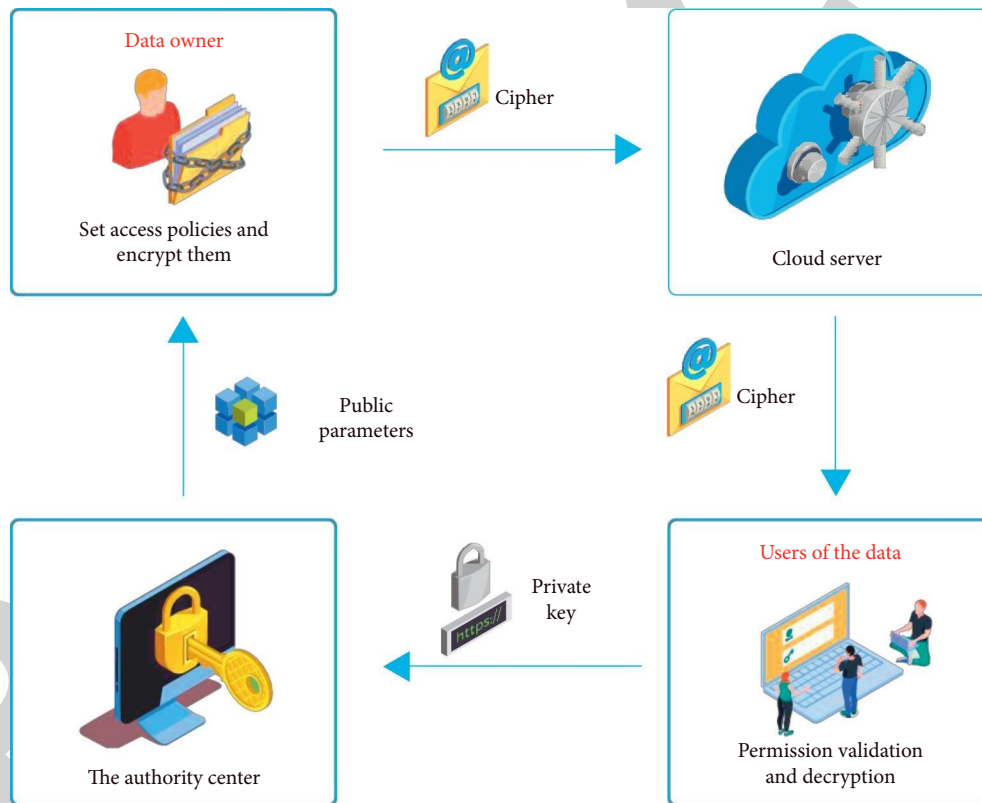 Data owner
Set access policies and
encrypt them
@
Cipher
Cloud server
Public
parameters
@
Cipher
The authority center
https://
Private
key
Users of the data
Permission validation
and decryption